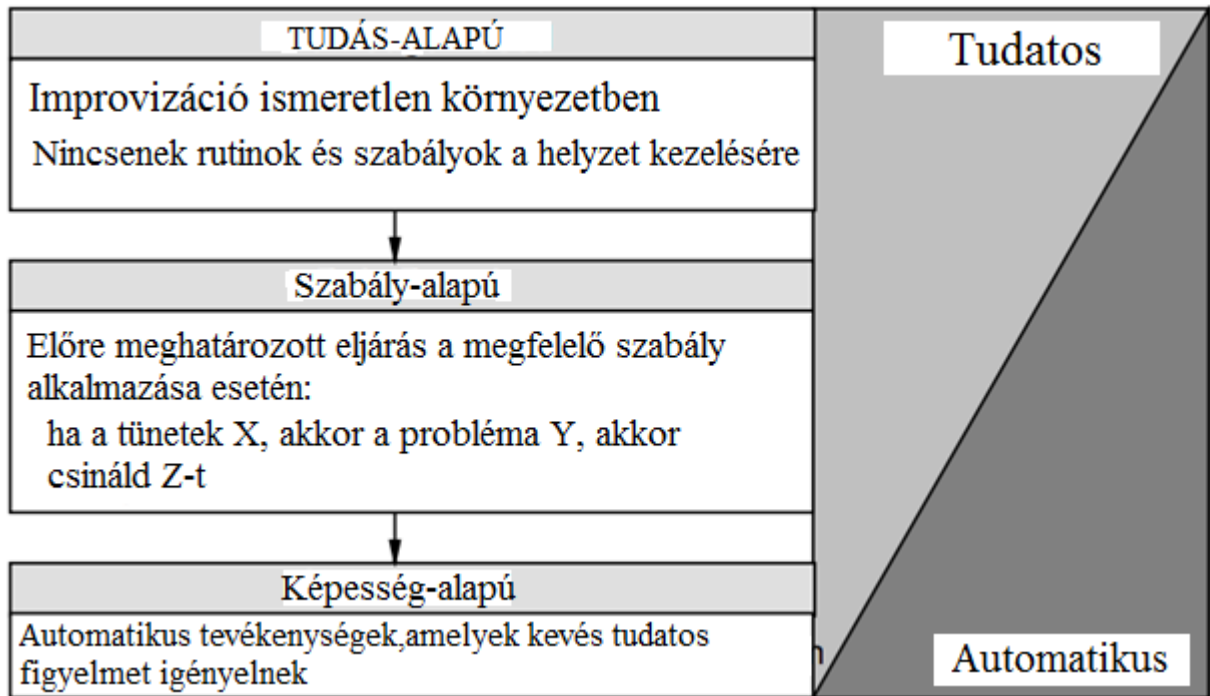 TUDÁS-ALAPÚ
Improvizáció ismeretlen környezetben
Nincsenek rutinok és szabályok a helyzet kezelésére
Szabály-alapú
Előre meghatározott eljárás a megfelelő szabály
alkalmazása esetén:
ha a tünetek X, akkor a probléma Y, akkor
csináld Z-t
Képesség-alapú
Automatikus tevékenységek,amelyek kevés tudatos
figyelmet igényelnek
Tudatos
Automatikus